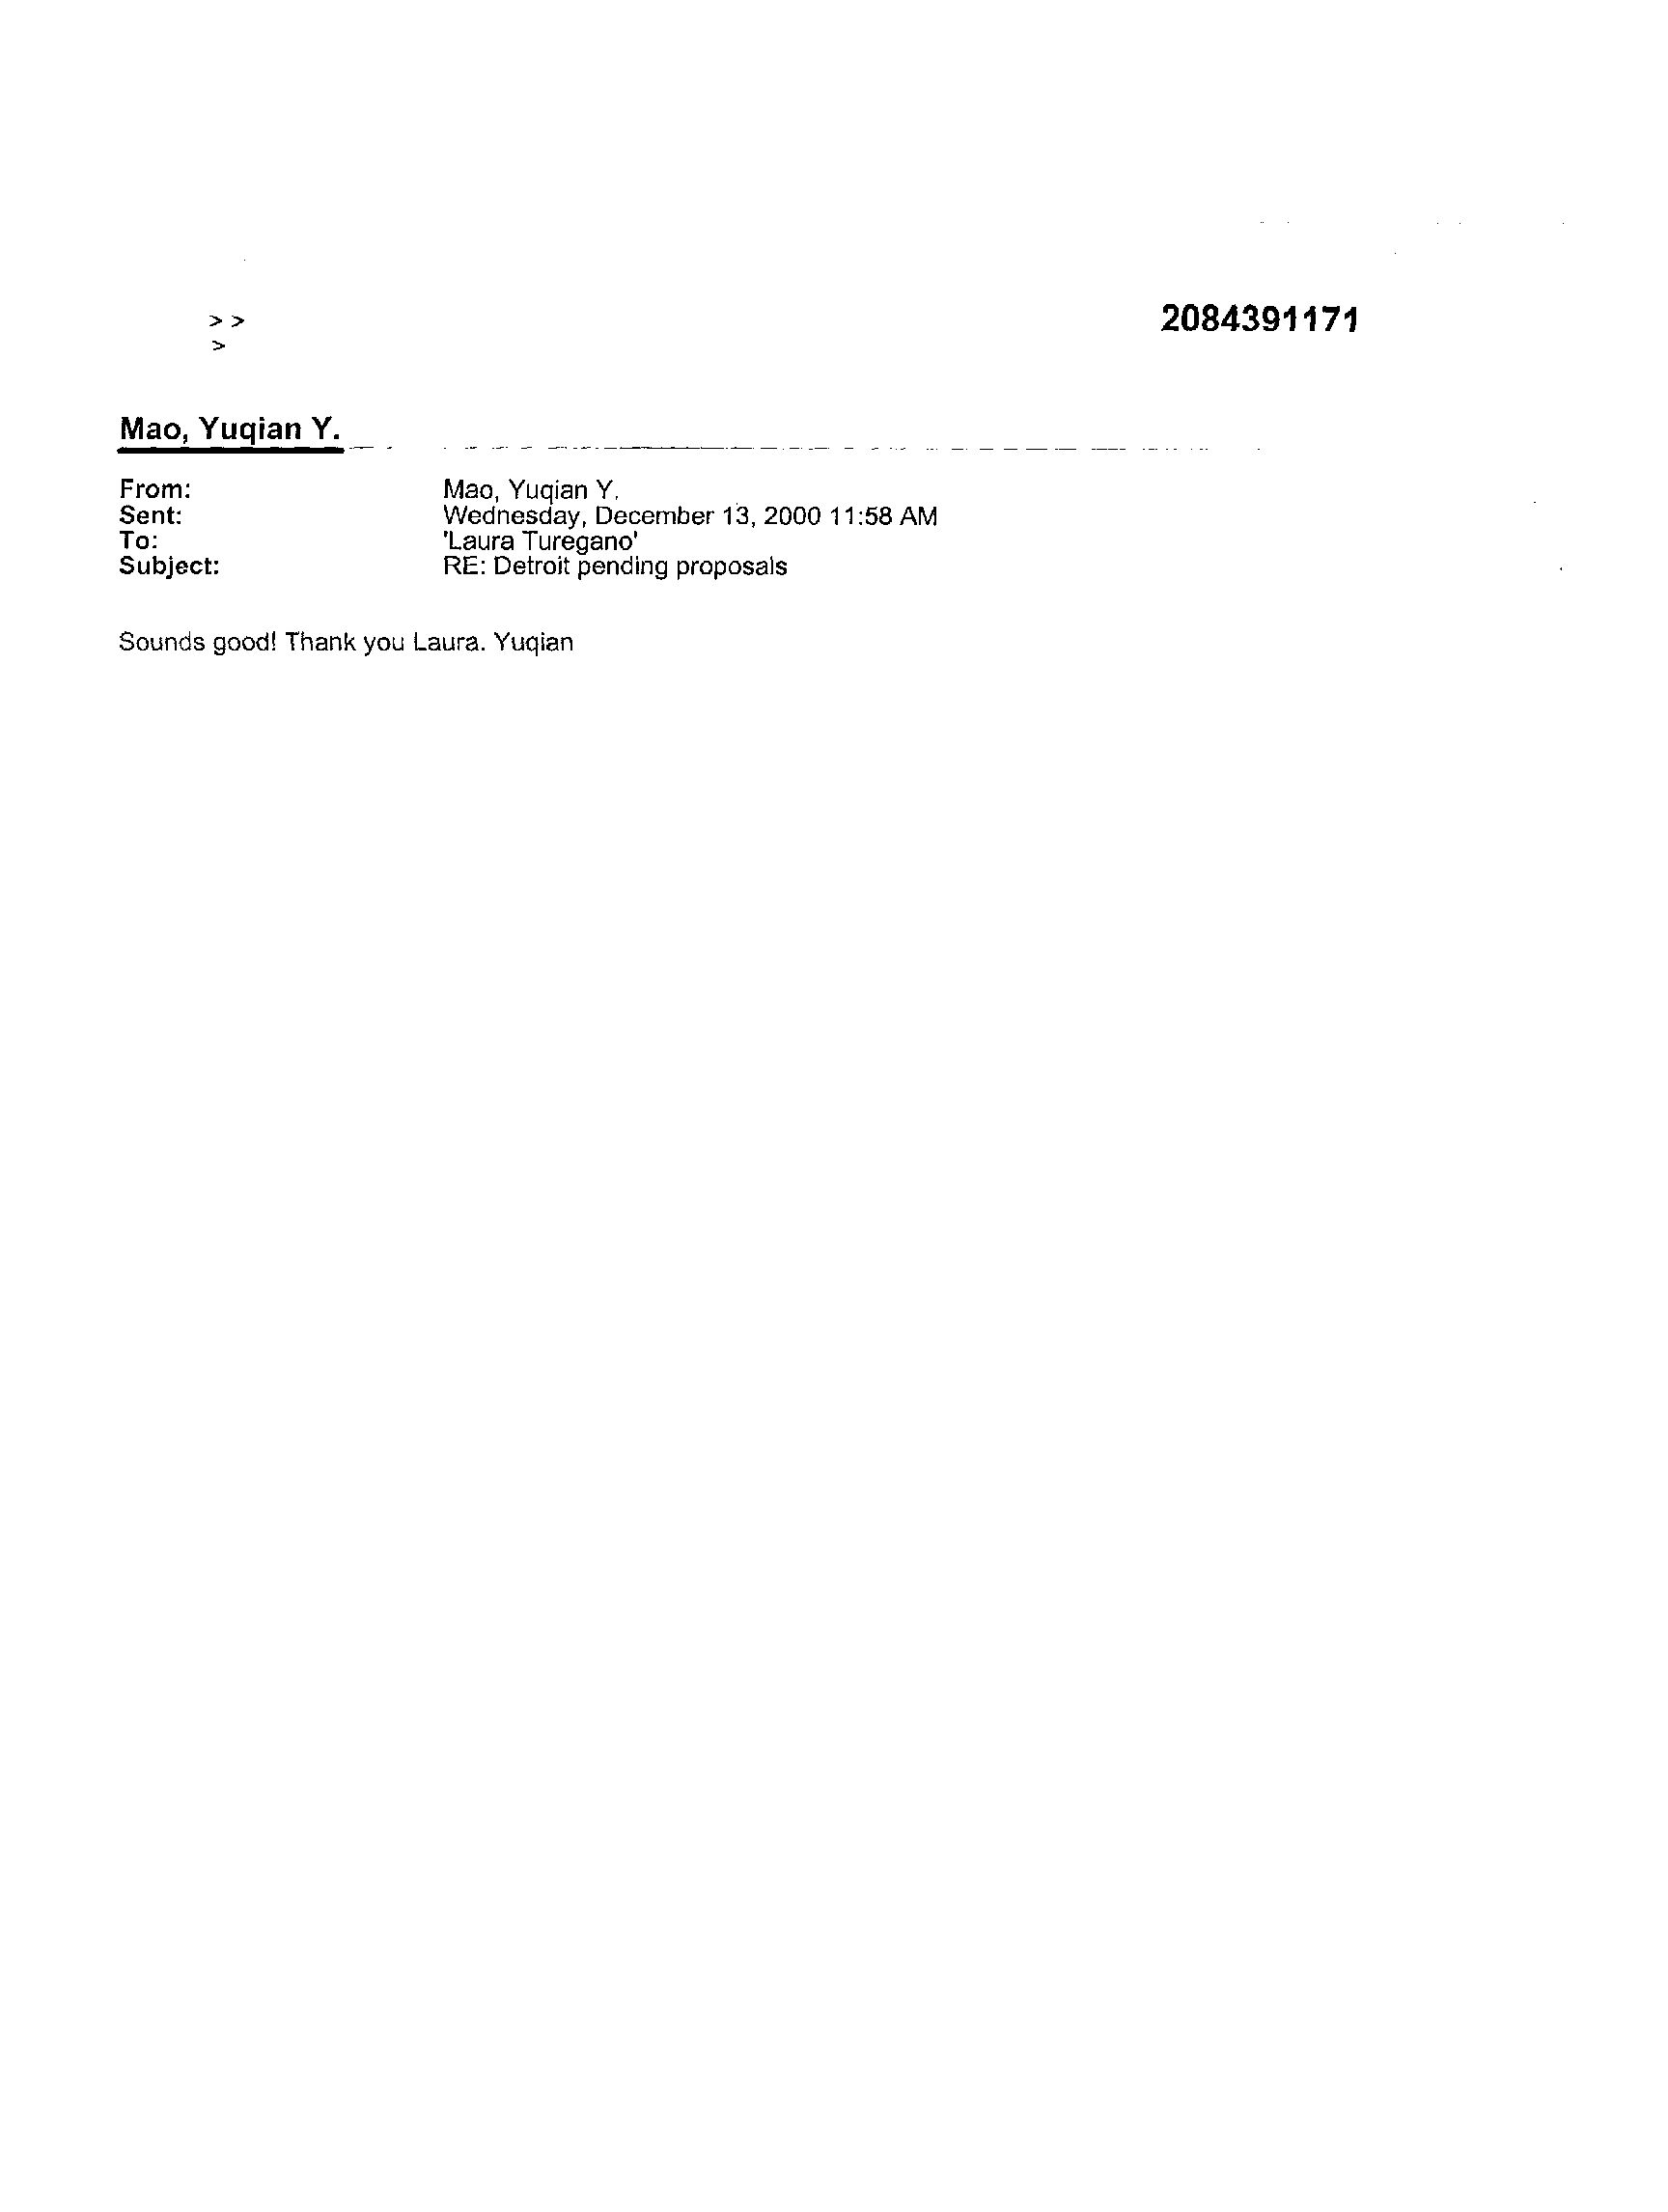 >> 2084391171
>
Mao, Yuqian Y.
From: Mao, Yuqian Y.
Sent: Wednesday, December 13, 2000 11:58 AM
To: 'Laura Turegano'
Subject: RE: Detroit pending proposals
Sounds good! Thank you Laura. Yuqian